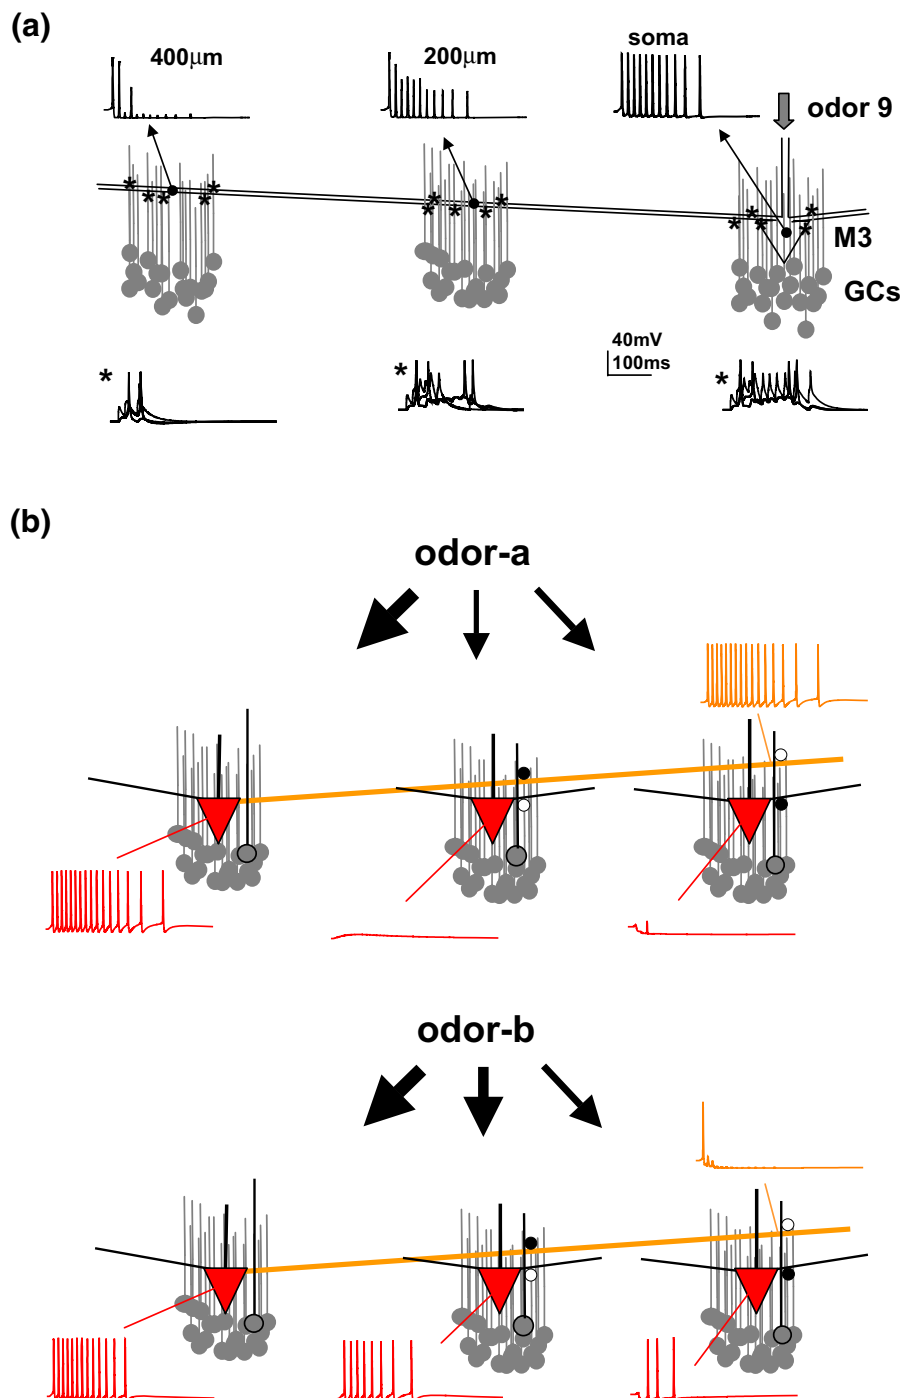 (a)
400µm
200µm
soma
odor 9
M3
GCs
40mV
100ms
*
*
*
(b)
odor-a
odor-b